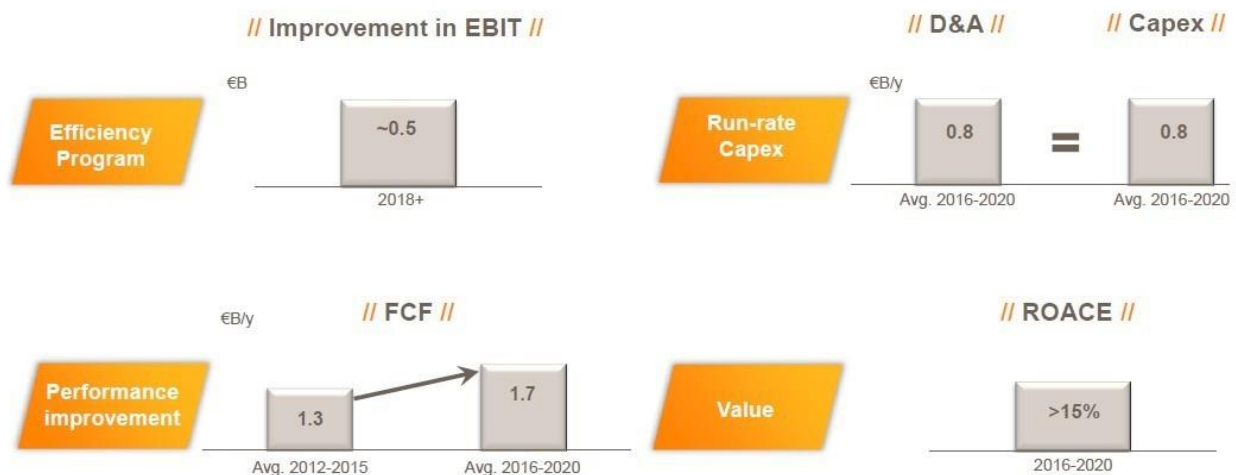 // Improvement in EBIT //
€B
Efficiency
Program
~0.5
2018+
// D&A //
// Capex //
€B/y
Run-rate
Capex
0.8
=
0.8
Avg. 2016-2020
Avg. 2016-2020
€B/y
// FCF //
Performance
improvement
1.3
1.7
Avg. 2012-2015
Avg. 2016-2020
// ROACE //
Value
>15%
2016-2020